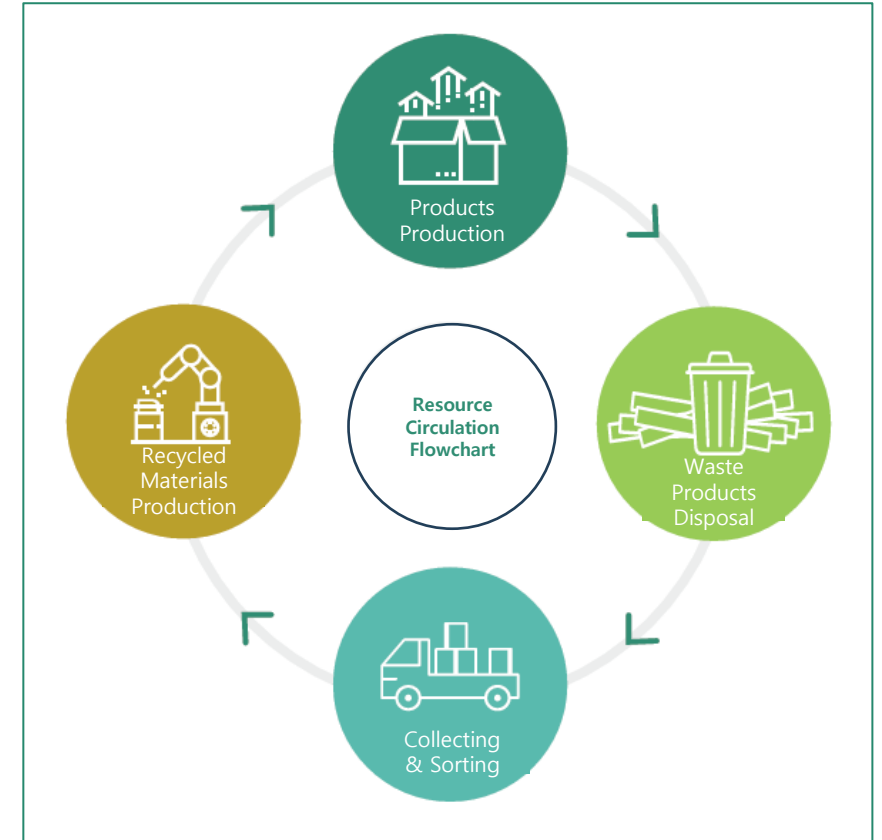 Products
Production
Resource
Circulation
Flowchart
Recycled
Materials
Production
Waste
Products
Disposal
Collecting
& Sorting